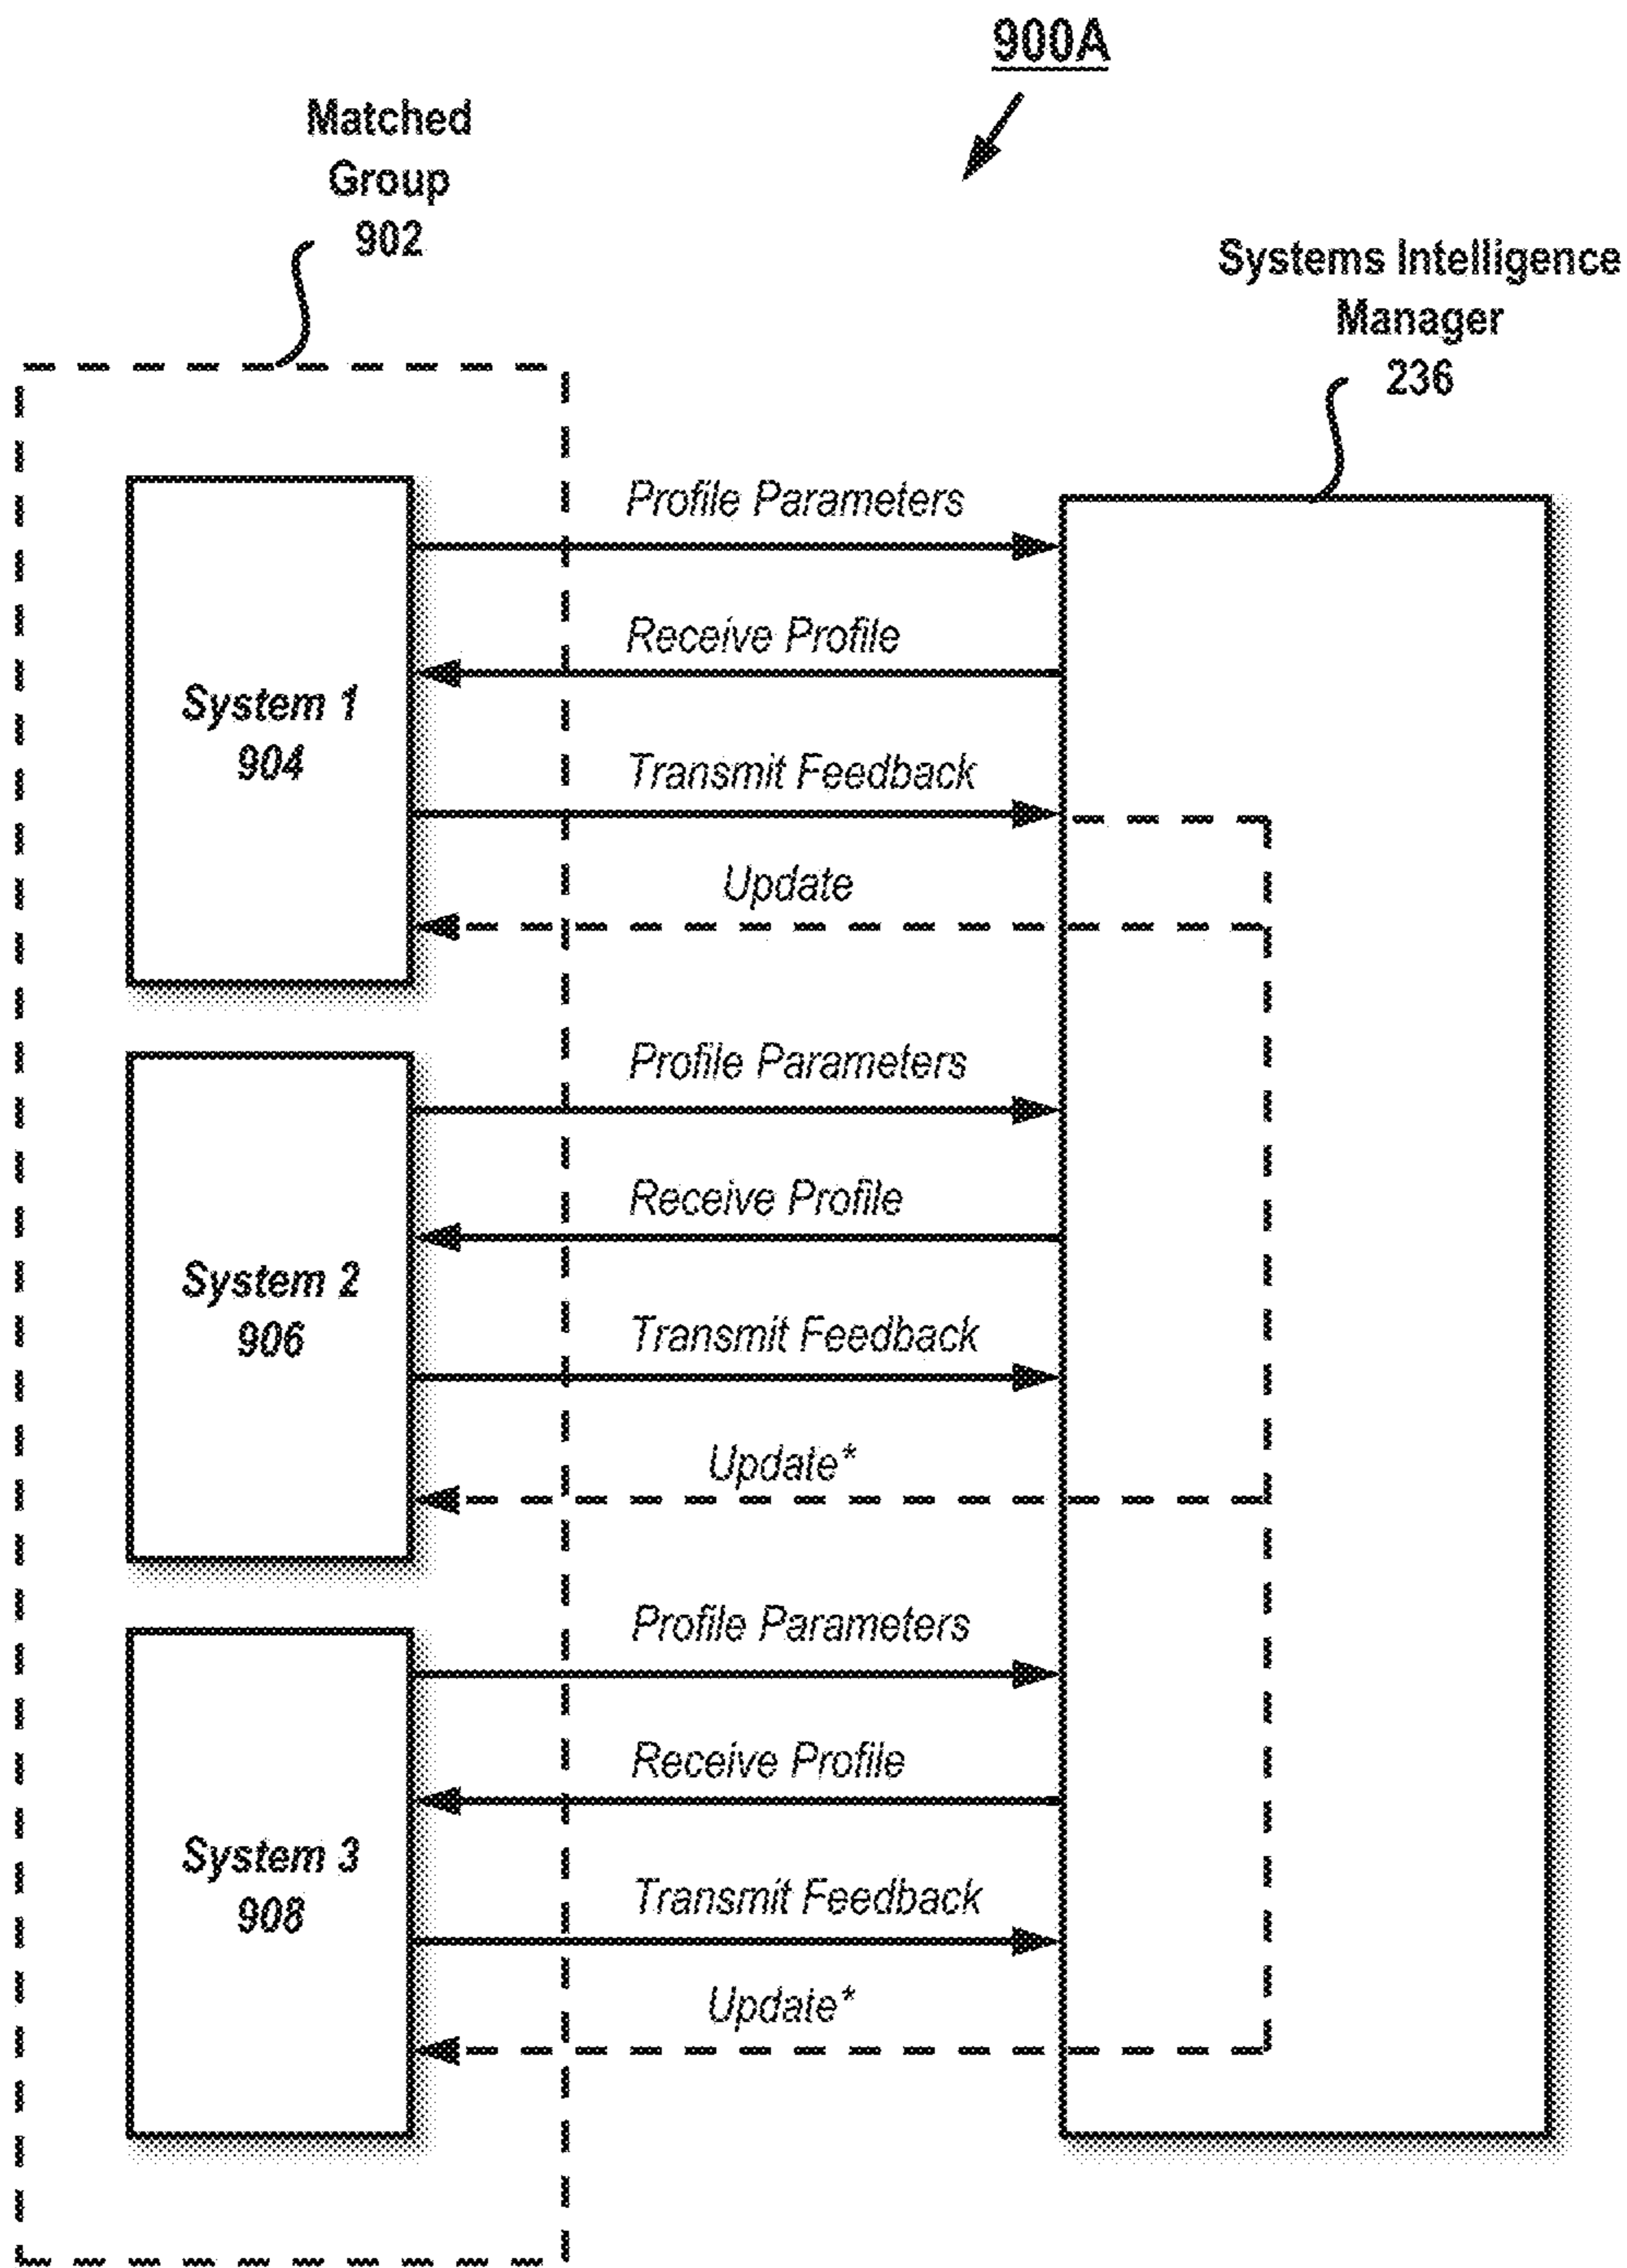 900A
Matched
Group
902
Systems Intelligence
Manager
236
Profile Parameters
Receive Profile
System 1
904
Transmit Feedback
Update
Profile Parameters
Receive Profile
System 2
906
Transmit Feedback
Update*
Profile Parameters
Receive Profile
System 3
908
Transmit Feedback
Update*